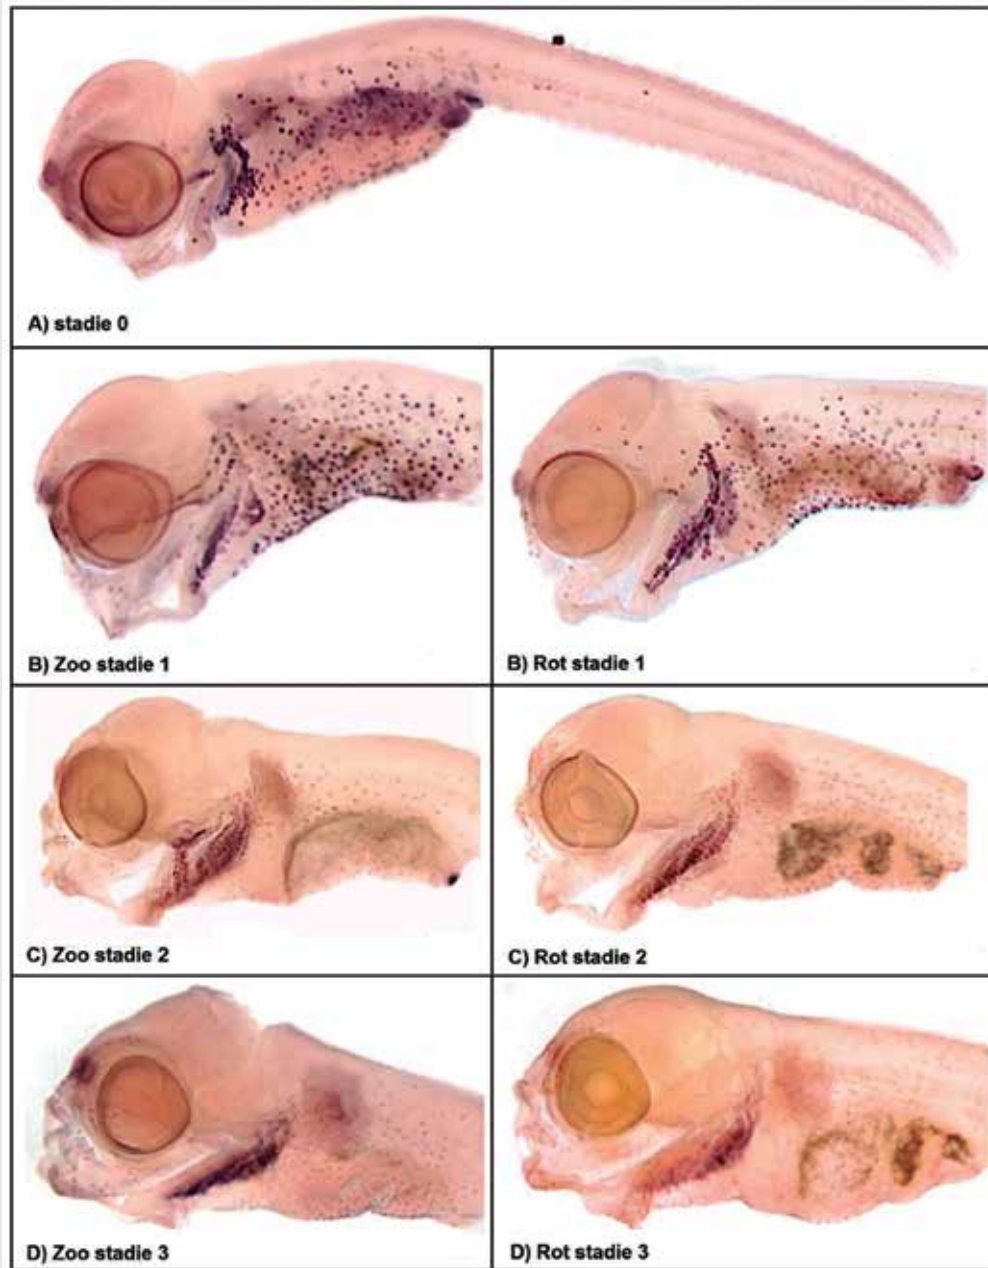 A) stadie 0
B) Zoo stadie 1
B) Rot stadie 1
C) Zoo stadie 2
C) Rot stadie 2
D) Zoo stadie 3
D) Rot stadie 3